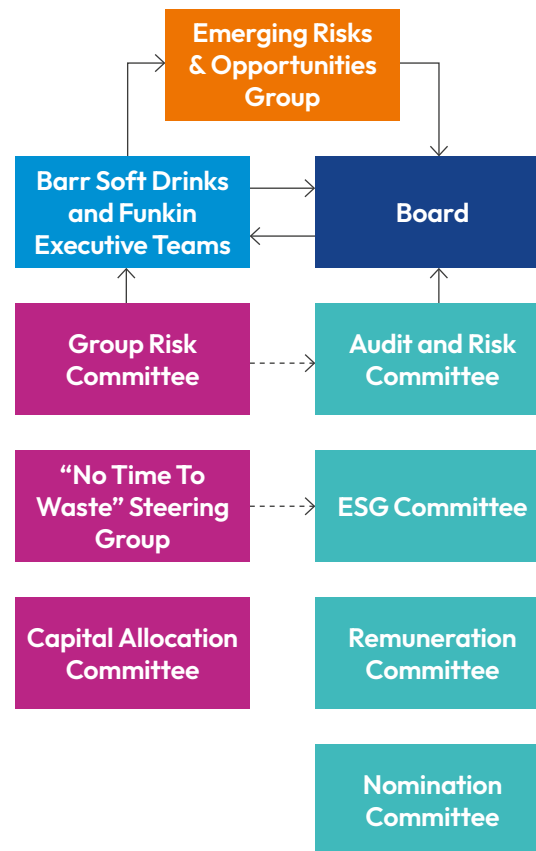 Emerging Risks
& Opportunities
Group
Barr Soft Drinks
and Funkin
Executive Teams
Board
Group Risk
Committee
Audit and Risk
Committee
“No Time To
Waste” Steering
Group
ESG Committee
Capital Allocation
Committee
Remuneration
Committee
Nomination
Committee